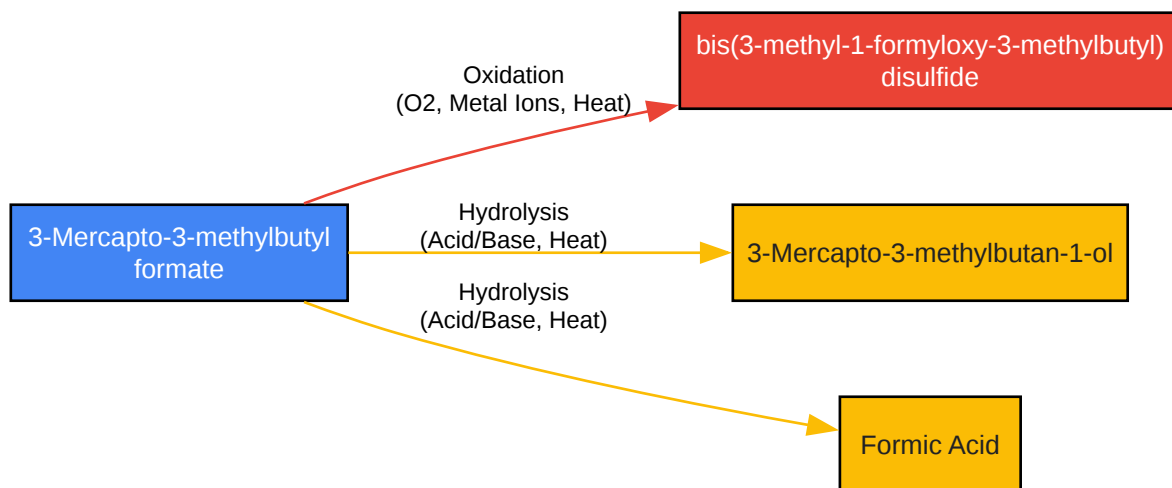 bis(3-methyl-1-formyloxy-3-methylbutyl)
disulfide
Oxidation
(O2, Metal Ions, Heat)
3-Mercapto-3-methylbutyl
formate
Hydrolysis
(Acid/Base, Heat)
3-Mercapto-3-methylbutan-1-ol
Hydrolysis
(Acid/Base, Heat)
Formic Acid